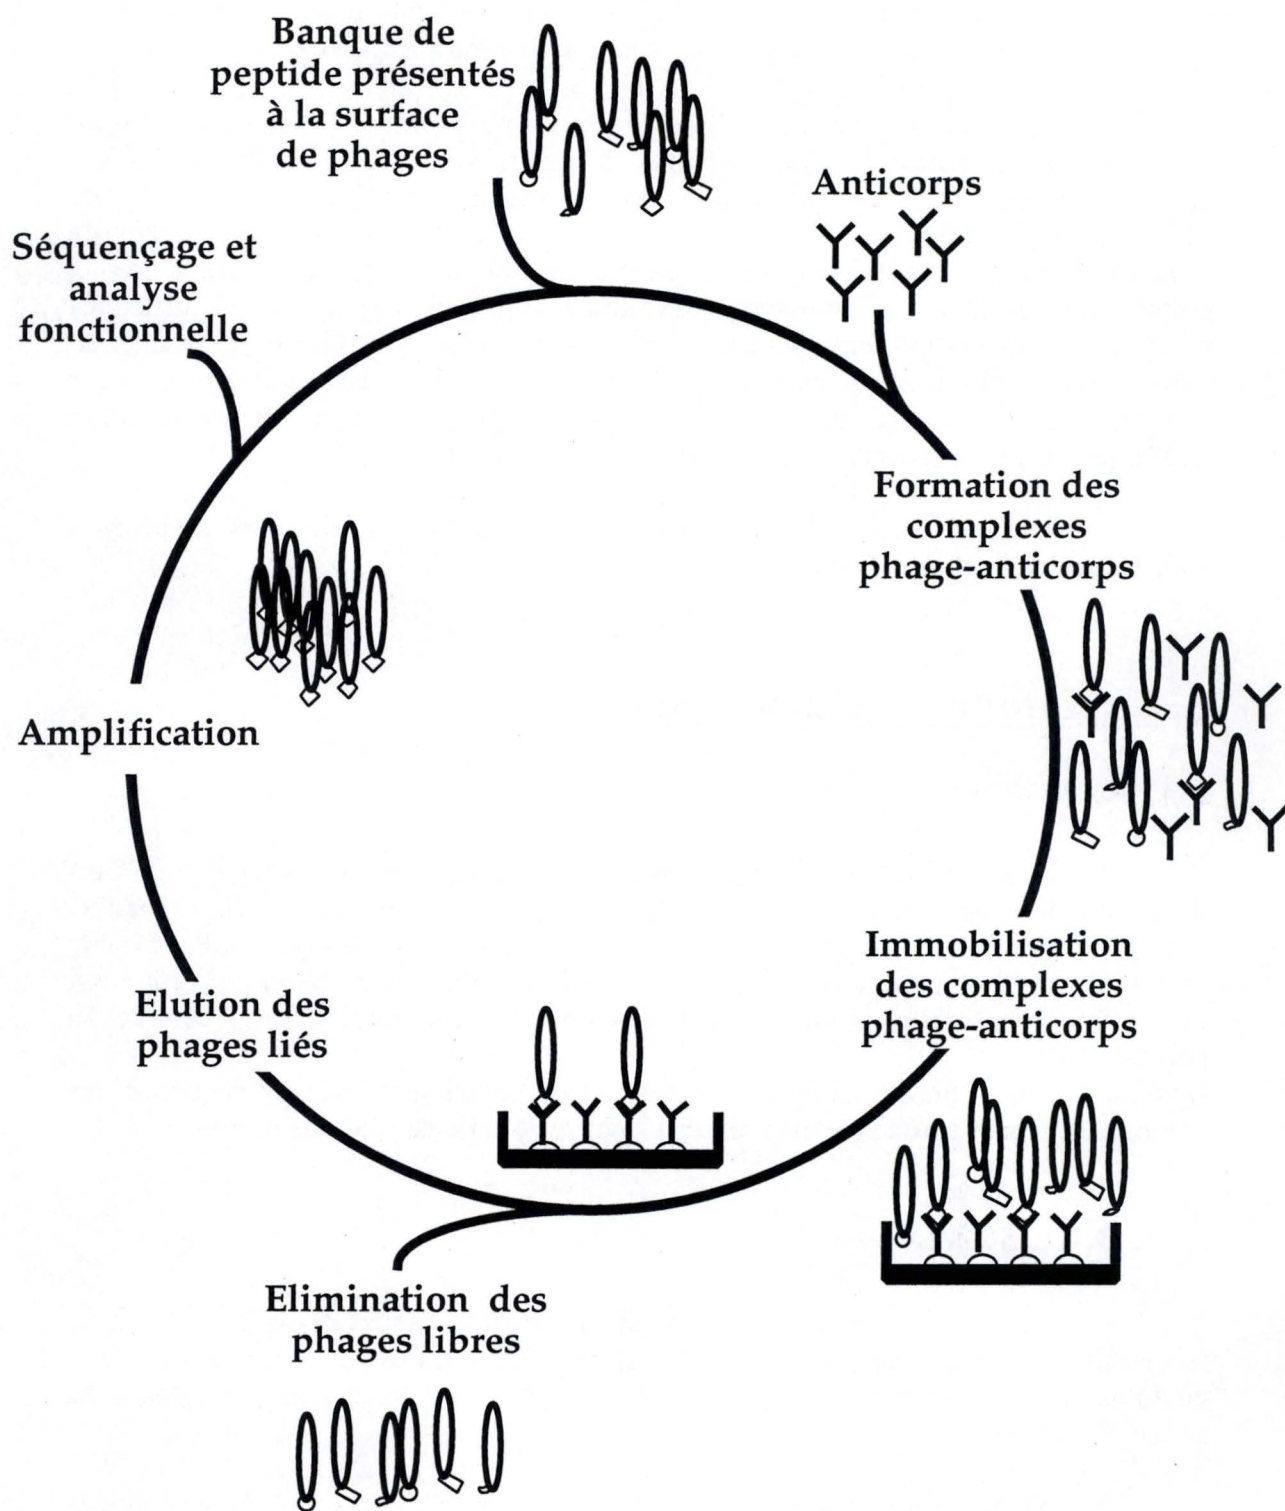 Banque de
peptide présentés
à la surface
de phages
Anticorps
Séquençage et
analyse
fonctionnelle
Formation des
complexes
phage-anticorps
Amplification
Immobilisation
des complexes
phage-anticorps
Elution des
phages liés
Elimination des
phages libres